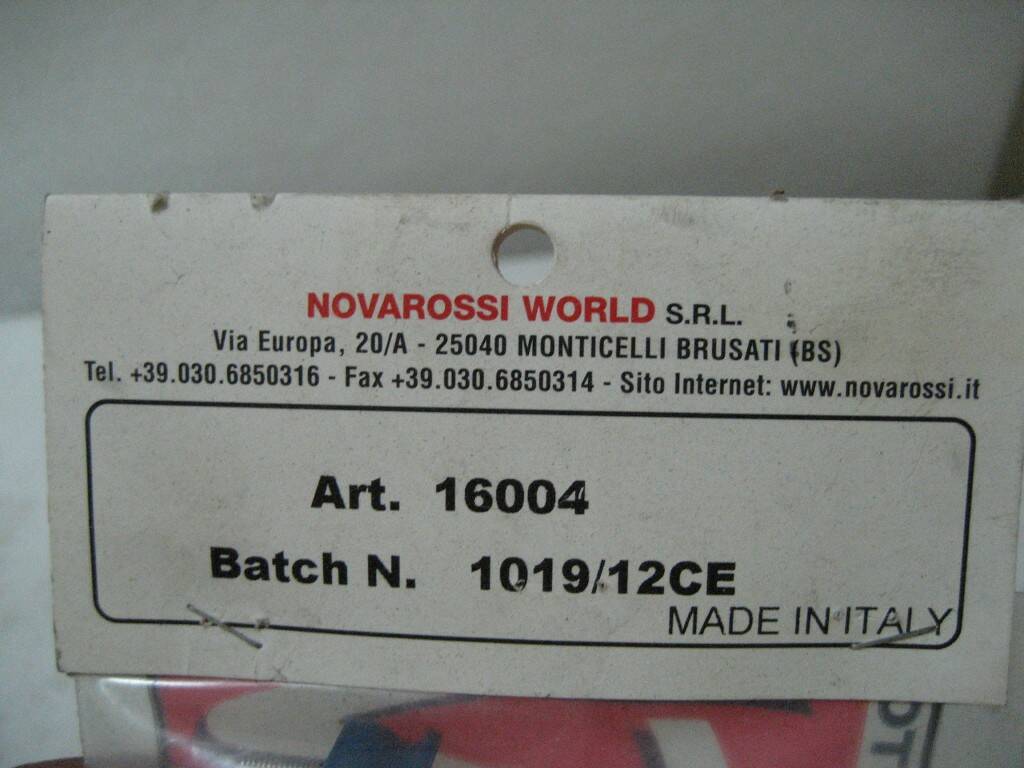 NOVAROSSI WORLD S.R.L.
Via Europa, 20/A - 25040 MONTICELLI BRUSATI (BS)
Tel. +39.030.6850316 - Fax +39.030.6850314 - Sito Internet: www.novarossi.it
Art. 16004
Batch N. 1019/12CE
MADE IN ITALY